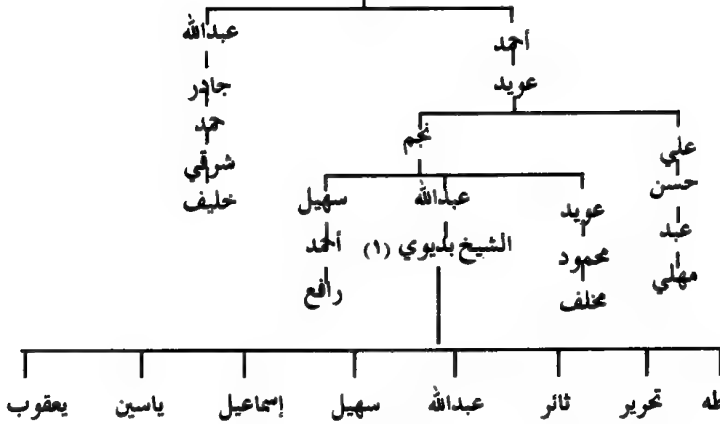 أحمد عبدالله
عويد جادر
حمد
نجم
علي شرقي
حسن خليف
عويد عبدالله سهيل
عبد
محمود الشيخ بديوي (١) أحمد
مهلي
مخلف رافع
طه تحرير ثائر عبدالله سهيل إسماعيل ياسين يعقوب